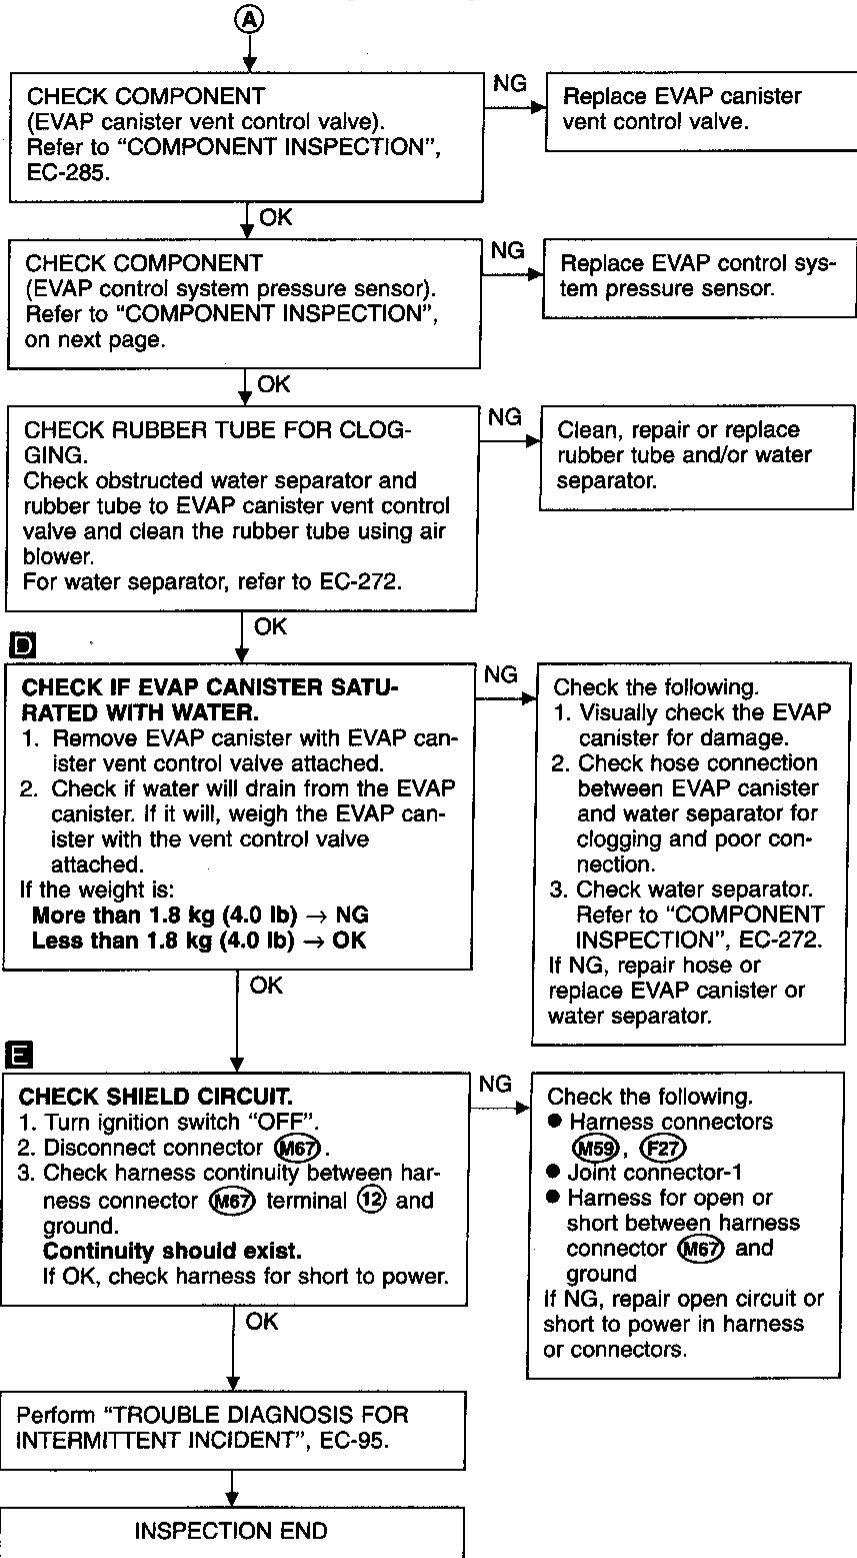 A
CHECK COMPONENT
(EVAP canister vent control valve).
Refer to “COMPONENT INSPECTION”,
EC-285.
NG
Replace EVAP canister
vent control valve.
OK
CHECK COMPONENT
(EVAP control system pressure sensor).
Refer to “COMPONENT INSPECTION”,
on next page.
NG
Replace EVAP control sys-
tem pressure sensor.
OK
CHECK RUBBER TUBE FOR CLOG-
GING.
Check obstructed water separator and
rubber tube to EVAP canister vent control
valve and clean the rubber tube using air
blower.
For water separator, refer to EC-272.
NG
Clean, repair or replace
rubber tube and/or water
separator.
OK
D
CHECK IF EVAP CANISTER SATU-
RATED WITH WATER.
1. Remove EVAP canister with EVAP can-
ister vent control valve attached.
2. Check if water will drain from the EVAP
canister. If it will, weigh the EVAP can-
ister with the vent control valve
attached.
If the weight is:
More than 1.8 kg (4.0 lb) → NG
Less than 1.8 kg (4.0 lb) → OK
NG
Check the following.
1. Visually check the EVAP
canister for damage.
2. Check hose connection
between EVAP canister
and water separator for
clogging and poor con-
nection.
3. Check water separator.
Refer to “COMPONENT
INSPECTION”, EC-272.
If NG, repair hose or
replace EVAP canister or
water separator.
OK
E
CHECK SHIELD CIRCUIT.
1. Turn ignition switch “OFF”.
2. Disconnect connector M67.
3. Check harness continuity between har-
ness connector M67 terminal 12 and
ground.
Continuity should exist.
If OK, check harness for short to power.
NG
Check the following.
● Harness connectors
M59, F27
● Joint connector-1
● Harness for open or
short between harness
connector M67 and
ground
If NG, repair open circuit or
short to power in harness
or connectors.
OK
Perform “TROUBLE DIAGNOSIS FOR
INTERMITTENT INCIDENT”, EC-95.
INSPECTION END